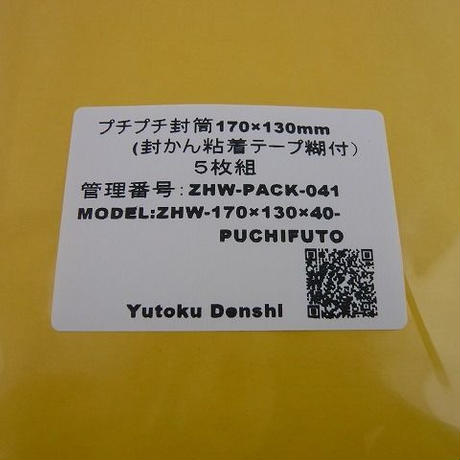 プチプチ封筒170×130mm
(封かん粘着テープ糊付)
5枚組
管理番号:ZHW-PACK-041
MODEL:ZHW-170×130×40-
PUCHIFUTO
Yutoku Denshi